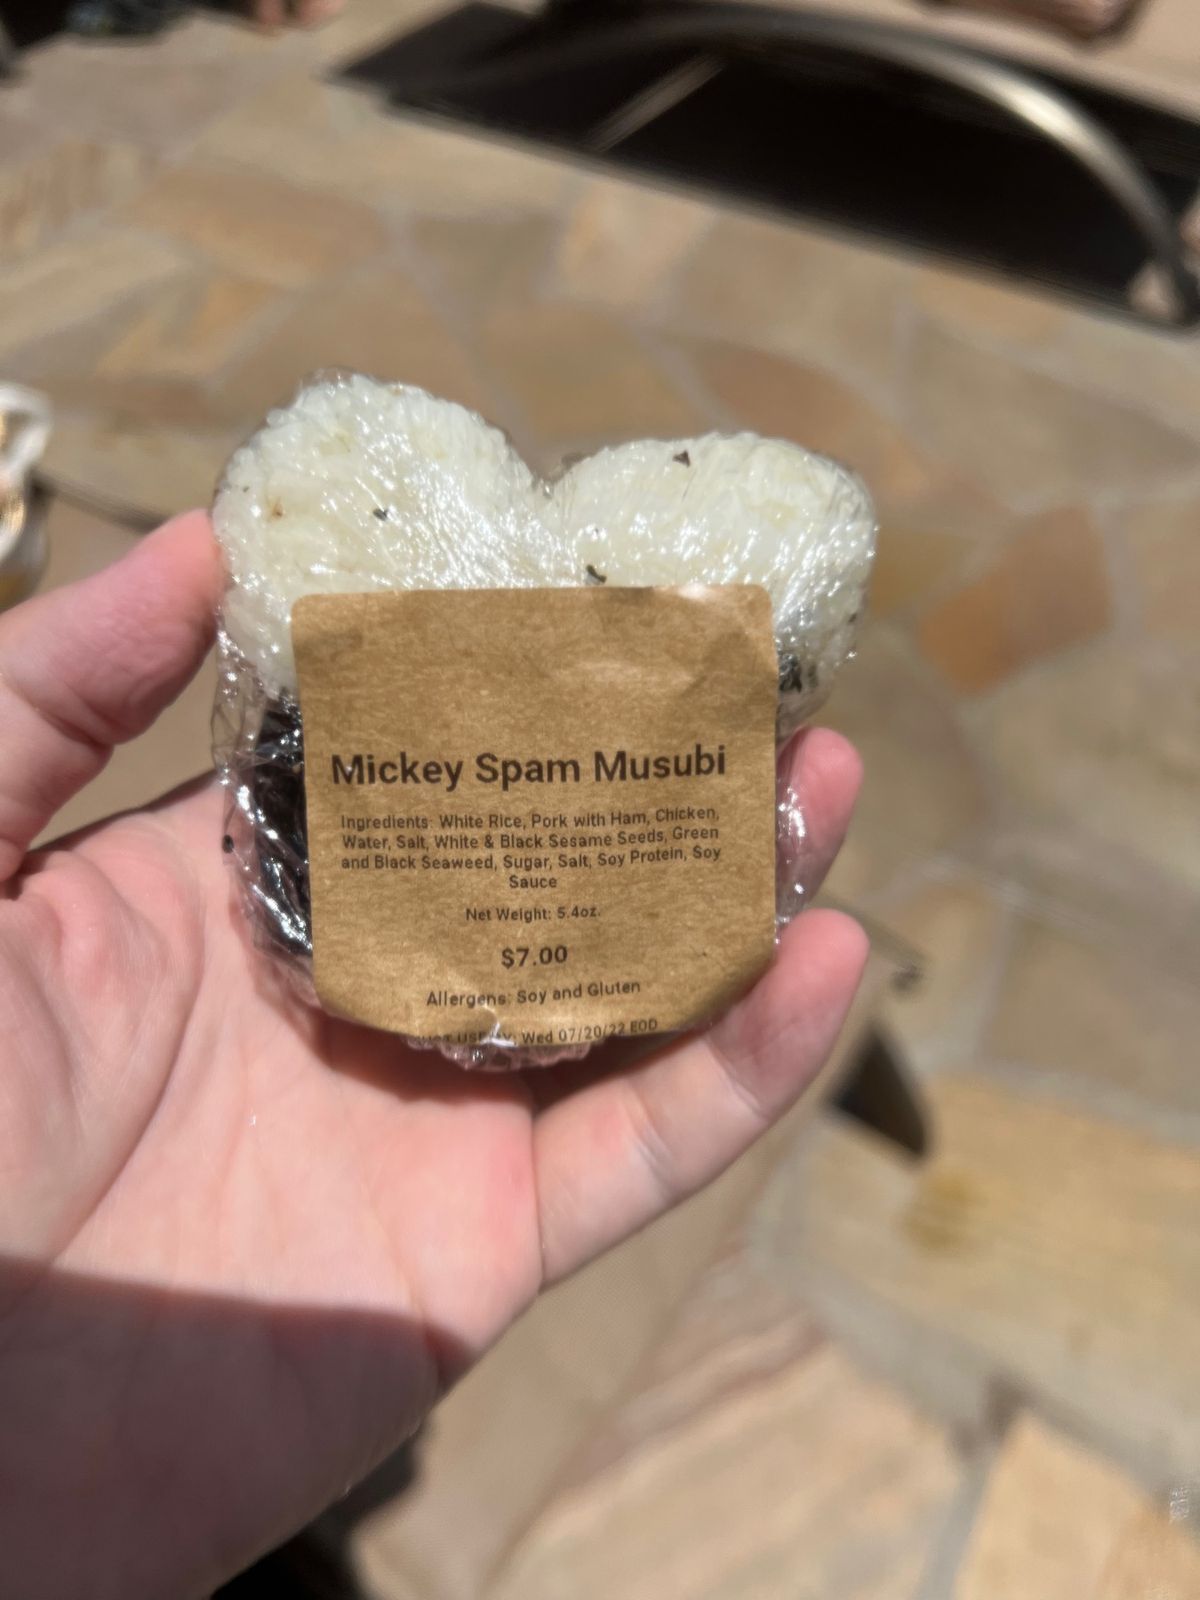 Mickey Spam Musubi
Ingredients: White Rice, Pork with Ham, Chicken,
Water, Salt, White & Black Sesame Seeds, Green
and Black Seaweed, Sugar, Salt, Soy Protein, Soy
Sauce
Net Weight: 5.4oz.
$7.00
Allergens: Soy and Gluten
USE BY: Wed 07/20/22 EOD